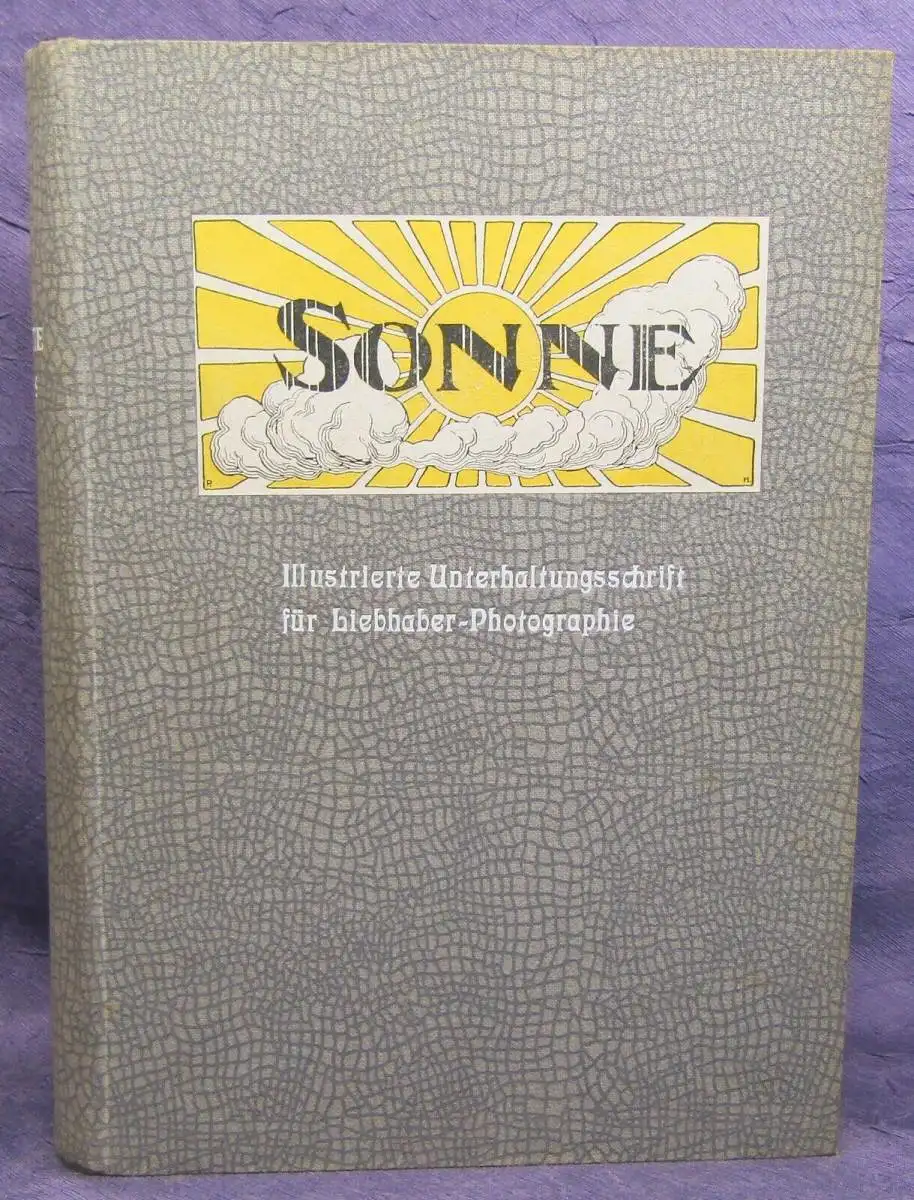 SONNE
Illustrierte Unterhaltungsschrift
für Liebhaber-Photographie
P.
H.